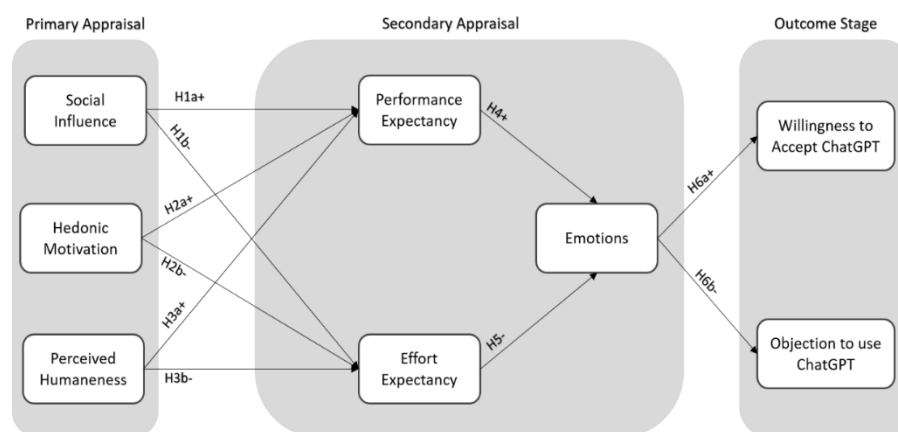 Primary Appraisal
Secondary Appraisal
Outcome Stage
Social
Influence
H1a+
H1b-
Performance
Expectancy
H4+
Willingness to
Accept ChatGPT
Hedonic
Motivation
H2a+
H2b-
Emotions
H6a+
H6b-
Perceived
Humaneness
H3a+
H3b-
Effort
Expectancy
H5-
Objection to use
ChatGPT